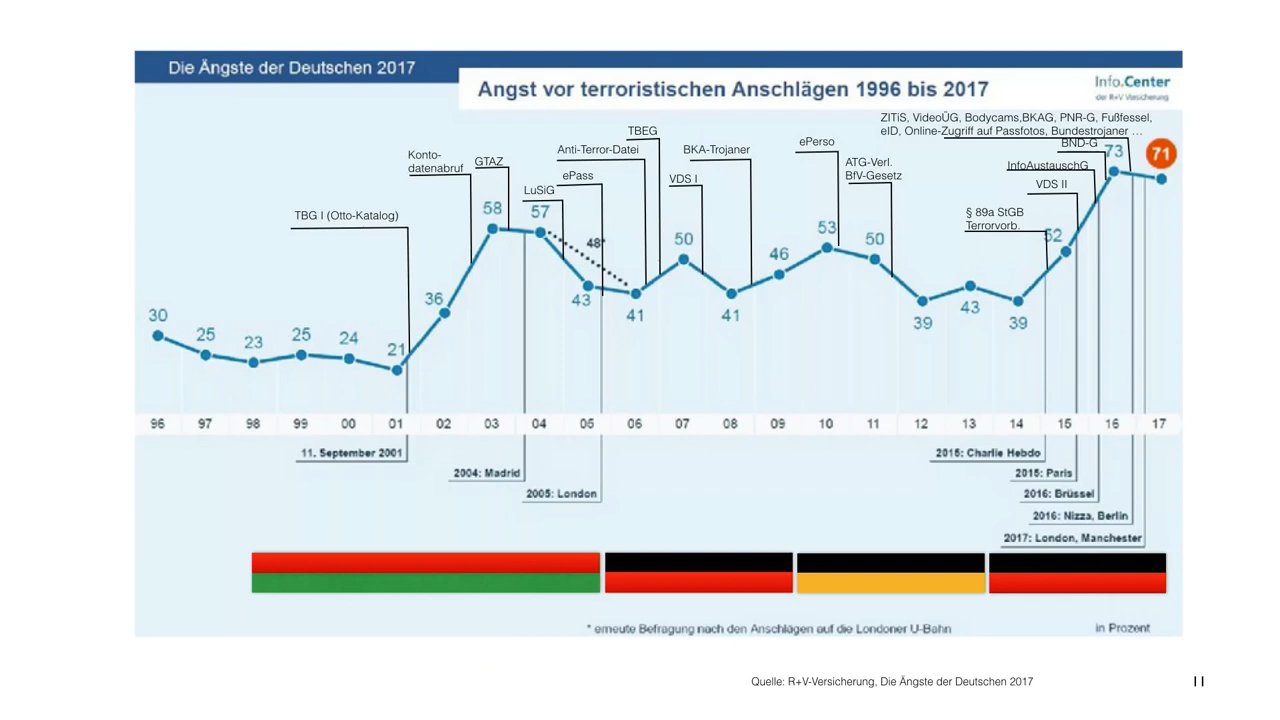 Die Ängste der Deutschen 2017
Angst vor terroristischen Anschlägen 1996 bis 2017
Info.Center
der R+V Versicherung
ZITiS, VideoÜG, Bodycams,BKAG, PNR-G, Fußfessel,
eID, Online-Zugriff auf Passfotos, Bundestrojaner ...
BND-G
InfoAustauschG
VDS II
§ 89a StGB
Terrorvorb.
TBEG
Anti-Terror-Datei
ePass
LuSiG
GTAZ
Konto-
datenabruf
TBG I (Otto-Katalog)
BKA-Trojaner
VDS I
ePerso
ATG-Verl.
BfV-Gesetz
30 25 23 25 24 21 36 58 57 48* 43 41 50 41 46 53 50 39 43 39 52 73 71
96 97 98 99 00 01 02 03 04 05 06 07 08 09 10 11 12 13 14 15 16 17
11. September 2001
2004: Madrid
2005: London
2015: Charlie Hebdo
2015: Paris
2016: Brüssel
2016: Nizza, Berlin
2017: London, Manchester
* erneute Befragung nach den Anschlägen auf die Londoner U-Bahn
in Prozent
Quelle: R+V-Versicherung, Die Ängste der Deutschen 2017
11